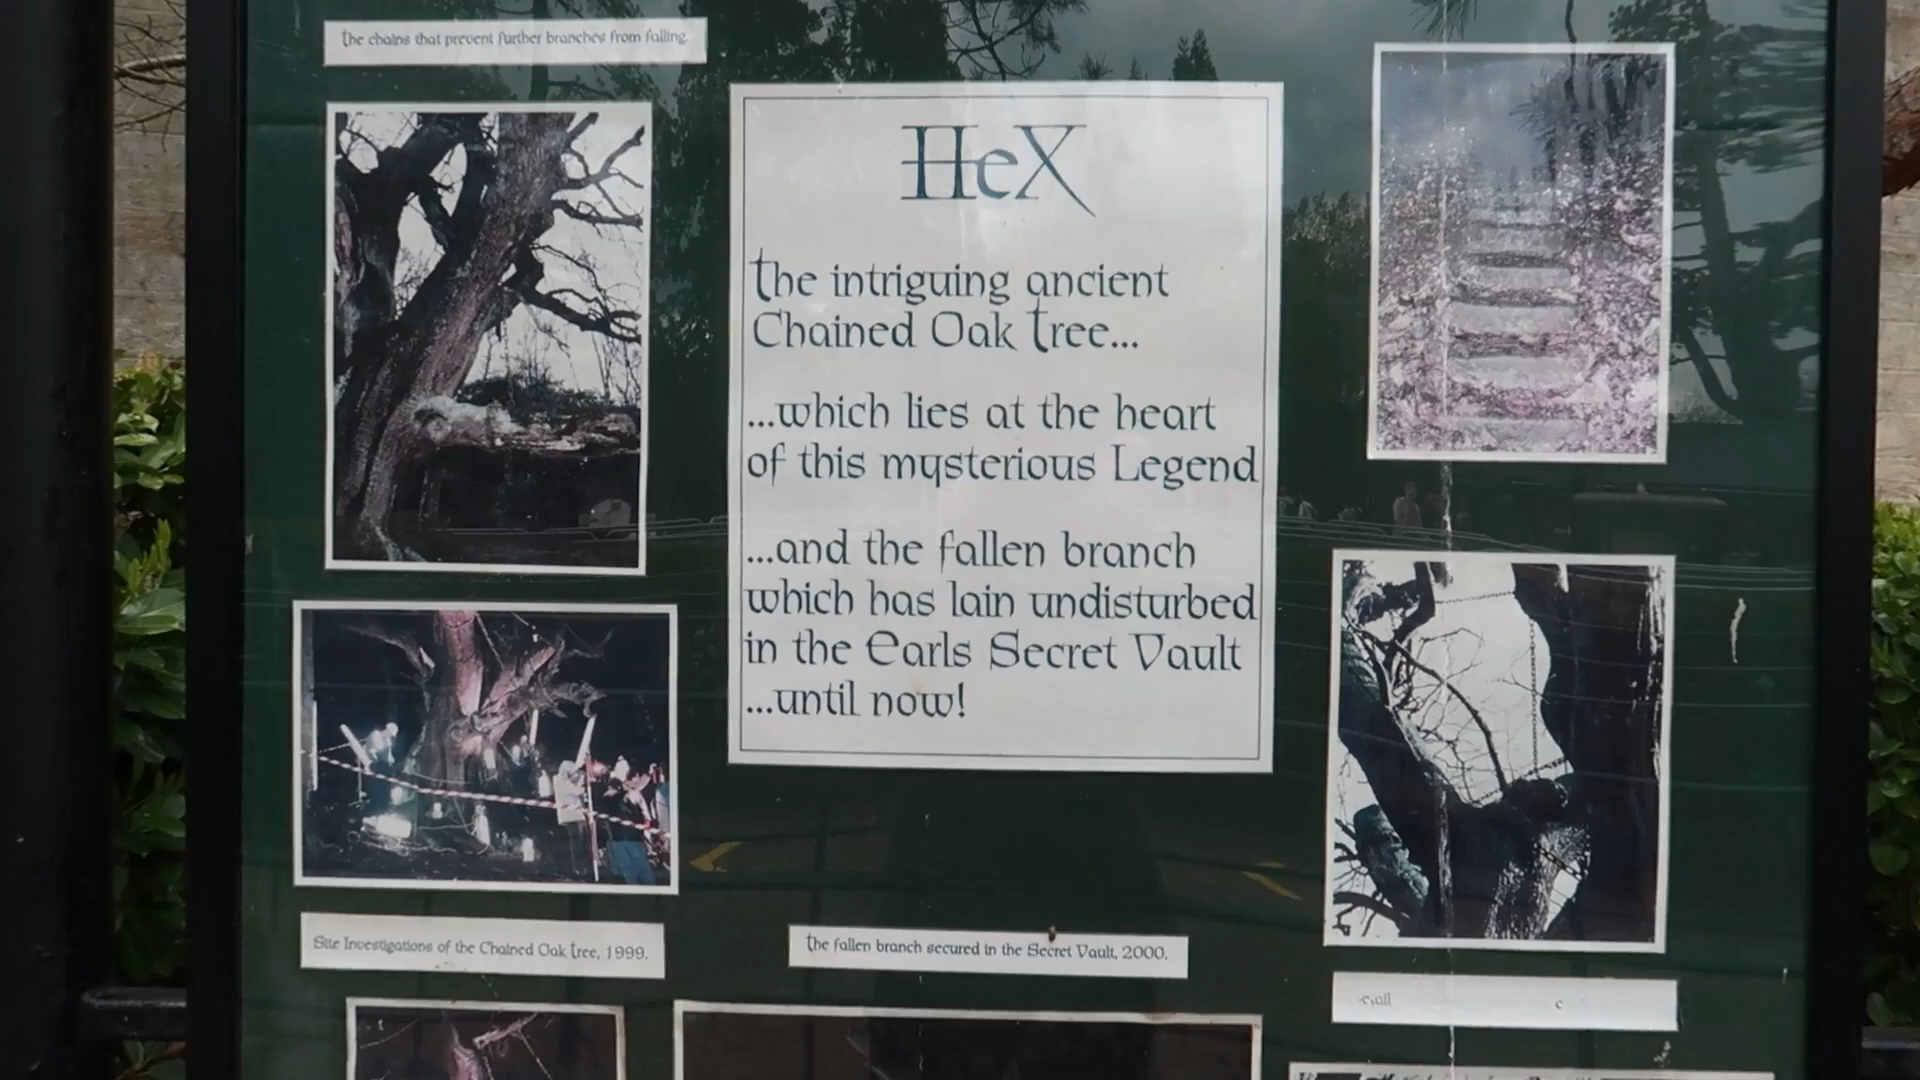 the chains that prevent further branches from falling.
HeX
the intriguing ancient
Chained Oak tree...
...which lies at the heart
of this mysterious Legend
...and the fallen branch
which has lain undisturbed
in the Earls Secret Vault
...until now!
Site Investigations of the Chained Oak tree, 1999.
the fallen branch secured in the Secret Vault, 2000.